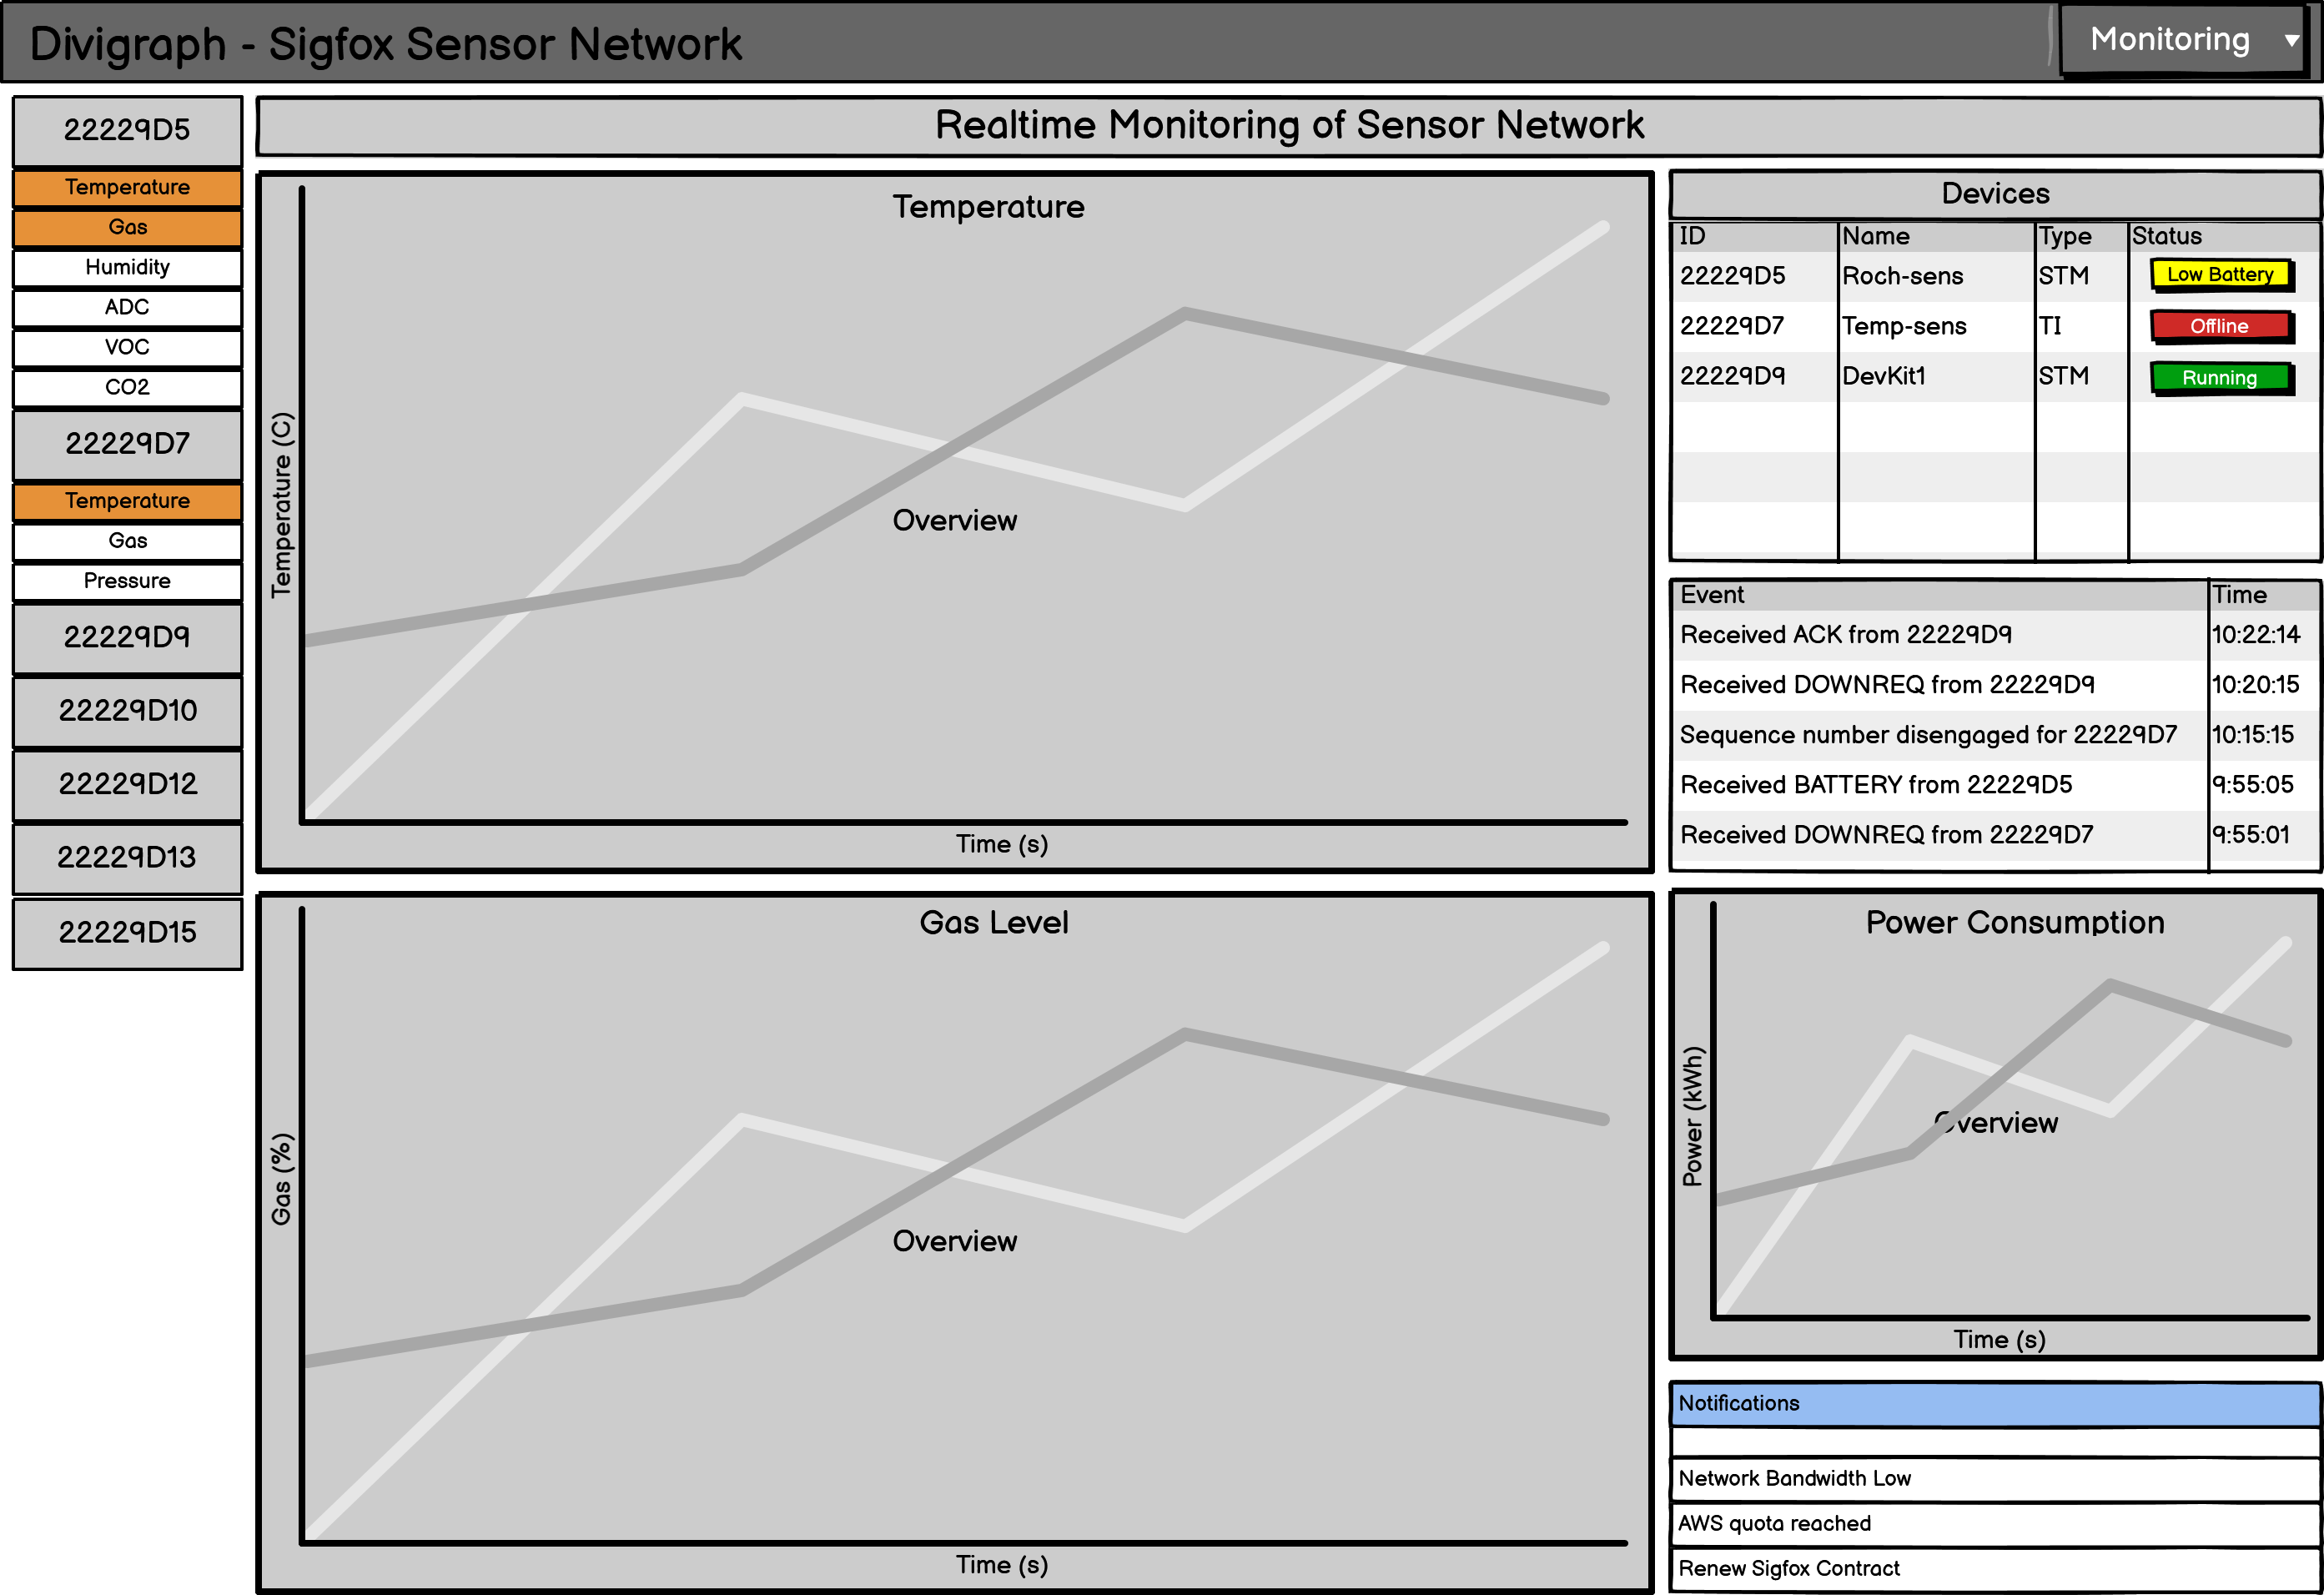 Divigraph - Sigfox Sensor Network
Monitoring
22229D5
Temperature
Gas
Humidity
ADC
VOC
CO2
22229D7
Temperature
Gas
Pressure
22229D9
22229D10
22229D12
22229D13
22229D15
Realtime Monitoring of Sensor Network
Temperature
Temperature (C)
Overview
Time (s)
Gas Level
Gas (%)
Overview
Time (s)
Devices
ID Name Type Status
22229D5 Roch-sens STM Low Battery
22229D7 Temp-sens TI Offline
22229D9 DevKit1 STM Running
Event Time
Received ACK from 22229D9 10:22:14
Received DOWNREQ from 22229D9 10:20:15
Sequence number disengaged for 22229D7 10:15:15
Received BATTERY from 22229D5 9:55:05
Received DOWNREQ from 22229D7 9:55:01
Power Consumption
Power (kWh)
Overview
Time (s)
Notifications
Network Bandwidth Low
AWS quota reached
Renew Sigfox Contract